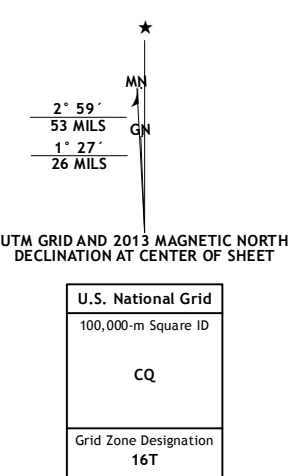 ★
MN
2° 59´
53 MILS
GN
1° 27´
26 MILS
UTM GRID AND 2013 MAGNETIC NORTH
DECLINATION AT CENTER OF SHEET
U.S. National Grid
100,000-m Square ID
CQ
Grid Zone Designation
16T